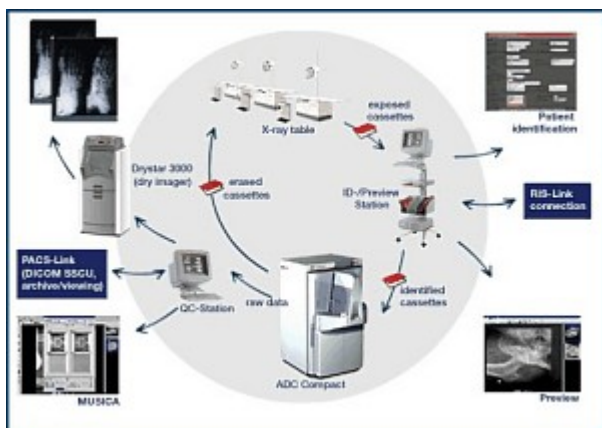 X-ray table
exposed
cassettes
Patient
identification
Drystar 3000
(dry imager)
erased
cassettes
ID-/Preview
Station
RIS-Link
connection
PACS-Link
(DICOM SSCU,
archive/viewing)
QC-Station
raw data
identified
cassettes
MUSICA
ADC Compact
Preview